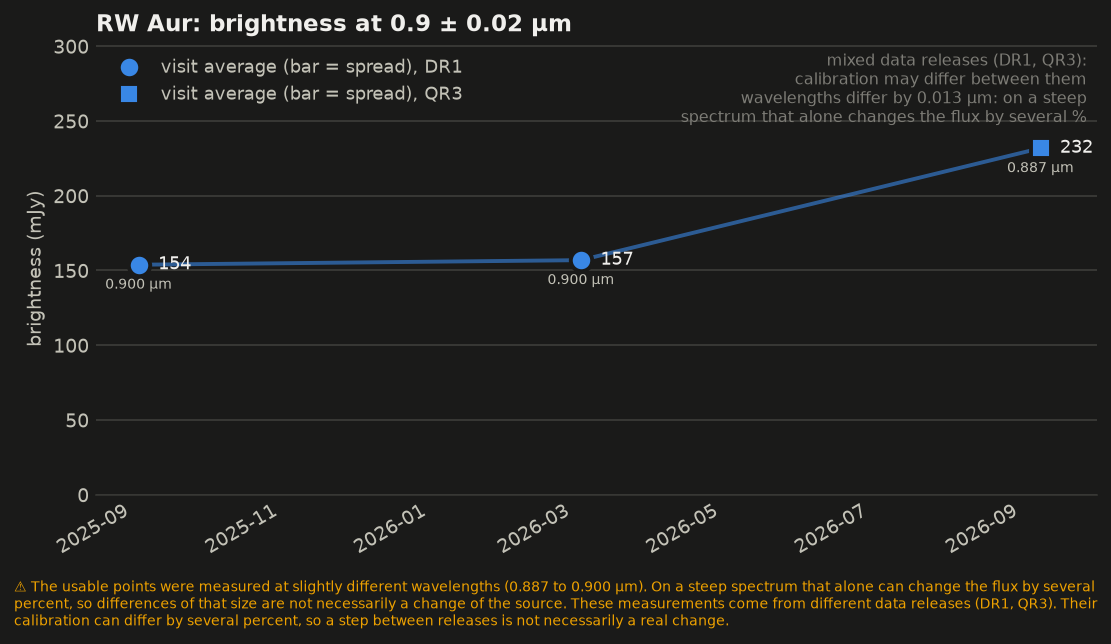 RW Aur: brightness at 0.9 ± 0.02 µm
300
visit average (bar = spread), DR1
visit average (bar = spread), QR3
mixed data releases (DR1, QR3):
calibration may differ between them
wavelengths differ by 0.013 µm: on a steep
spectrum that alone changes the flux by several %
250
232
0.887 µm
200
154
0.900 µm
157
0.900 µm
150
brightness (mJy)
100
50
0
2025-09
2025-11
2026-01
2026-03
2026-05
2026-07
2026-09
⚠ The usable points were measured at slightly different wavelengths (0.887 to 0.900 µm). On a steep spectrum that alone can change the flux by several
percent, so differences of that size are not necessarily a change of the source. These measurements come from different data releases (DR1, QR3). Their
calibration can differ by several percent, so a step between releases is not necessarily a real change.